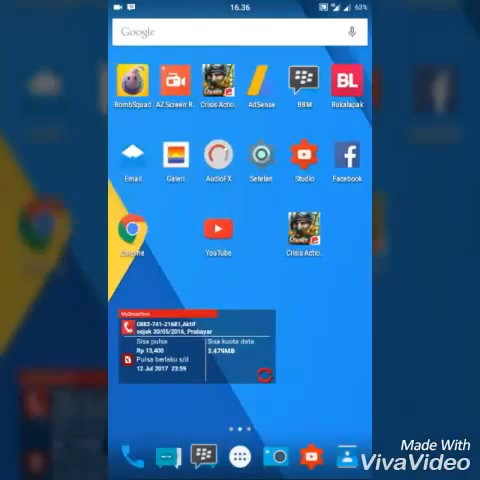 16.36
63%
Google
BombSquad
AZ Screen R..
Crisis Actio..
AdSense
BBM
BL
Bukalapak
Email
Galeri
AudioFX
Setelan
Studio
Facebook
Chrome
YouTube
Crisis Actio..
MySmartfren
0882-741-21681,Aktif
sejak 30/05/2016, Prabayar
Sisa pulsa
Sisa kuota data
Rp 13,400
3.479MB
Pulsa berlaku s/d
12 Jul 2017 23:59
Made With
VivaVideo